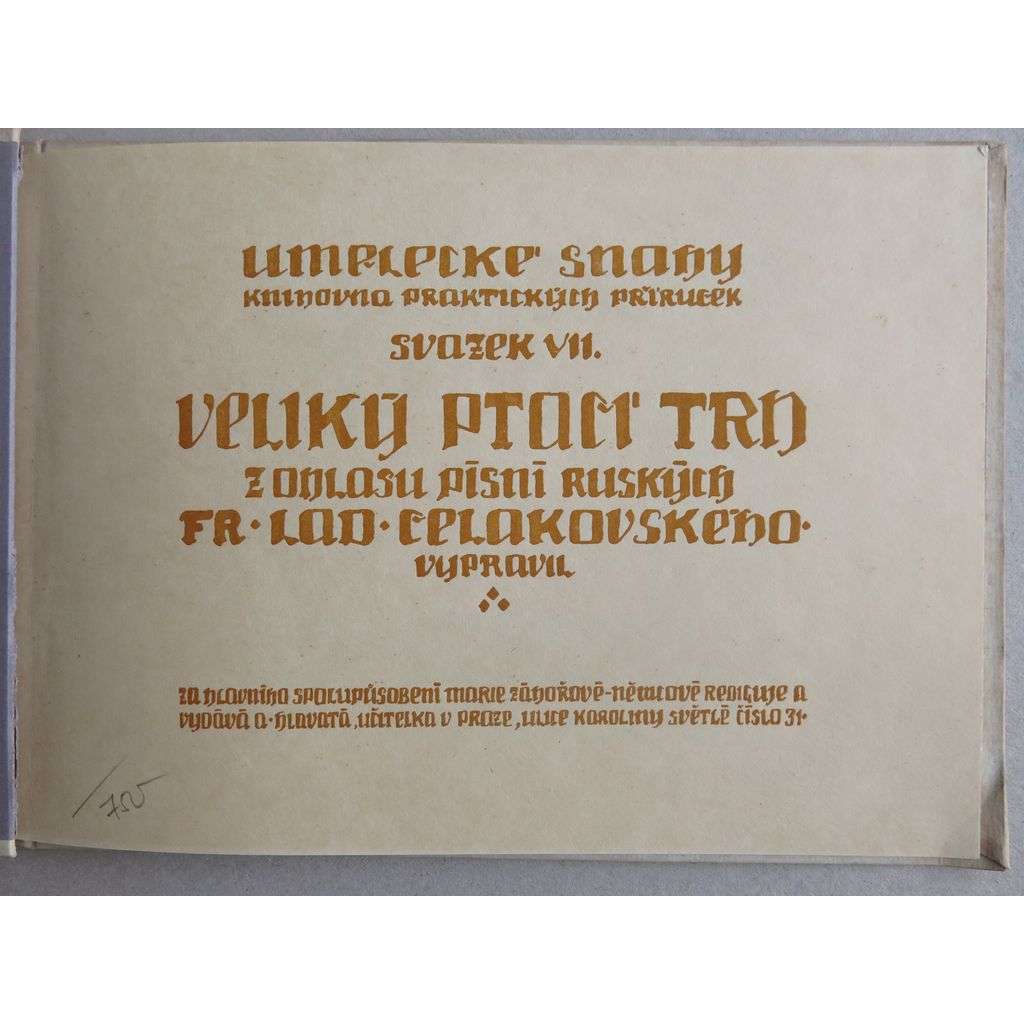 UMĚLECKÉ SNAHY
KNIHOVNA PRAKTICKÝCH PŘÍRUČEK
SVAZEK VII.
VELIKÝ PTAČÍ TRH
Z OHLASU PÍSNÍ RUSKÝCH
FR · LAD · ČELAKOVSKÉHO ·
VYPRAVIL
ZA HLAVNÍHO SPOLUPŮSOBENÍ MARIE ZÁHOŘOVÉ-NĚMCOVÉ REDIGUJE A
VYDÁVÁ A · HLAVATÁ, UČITELKA V PRAZE, ULICE KAROLINY SVĚTLÉ ČÍSLO 31 ·